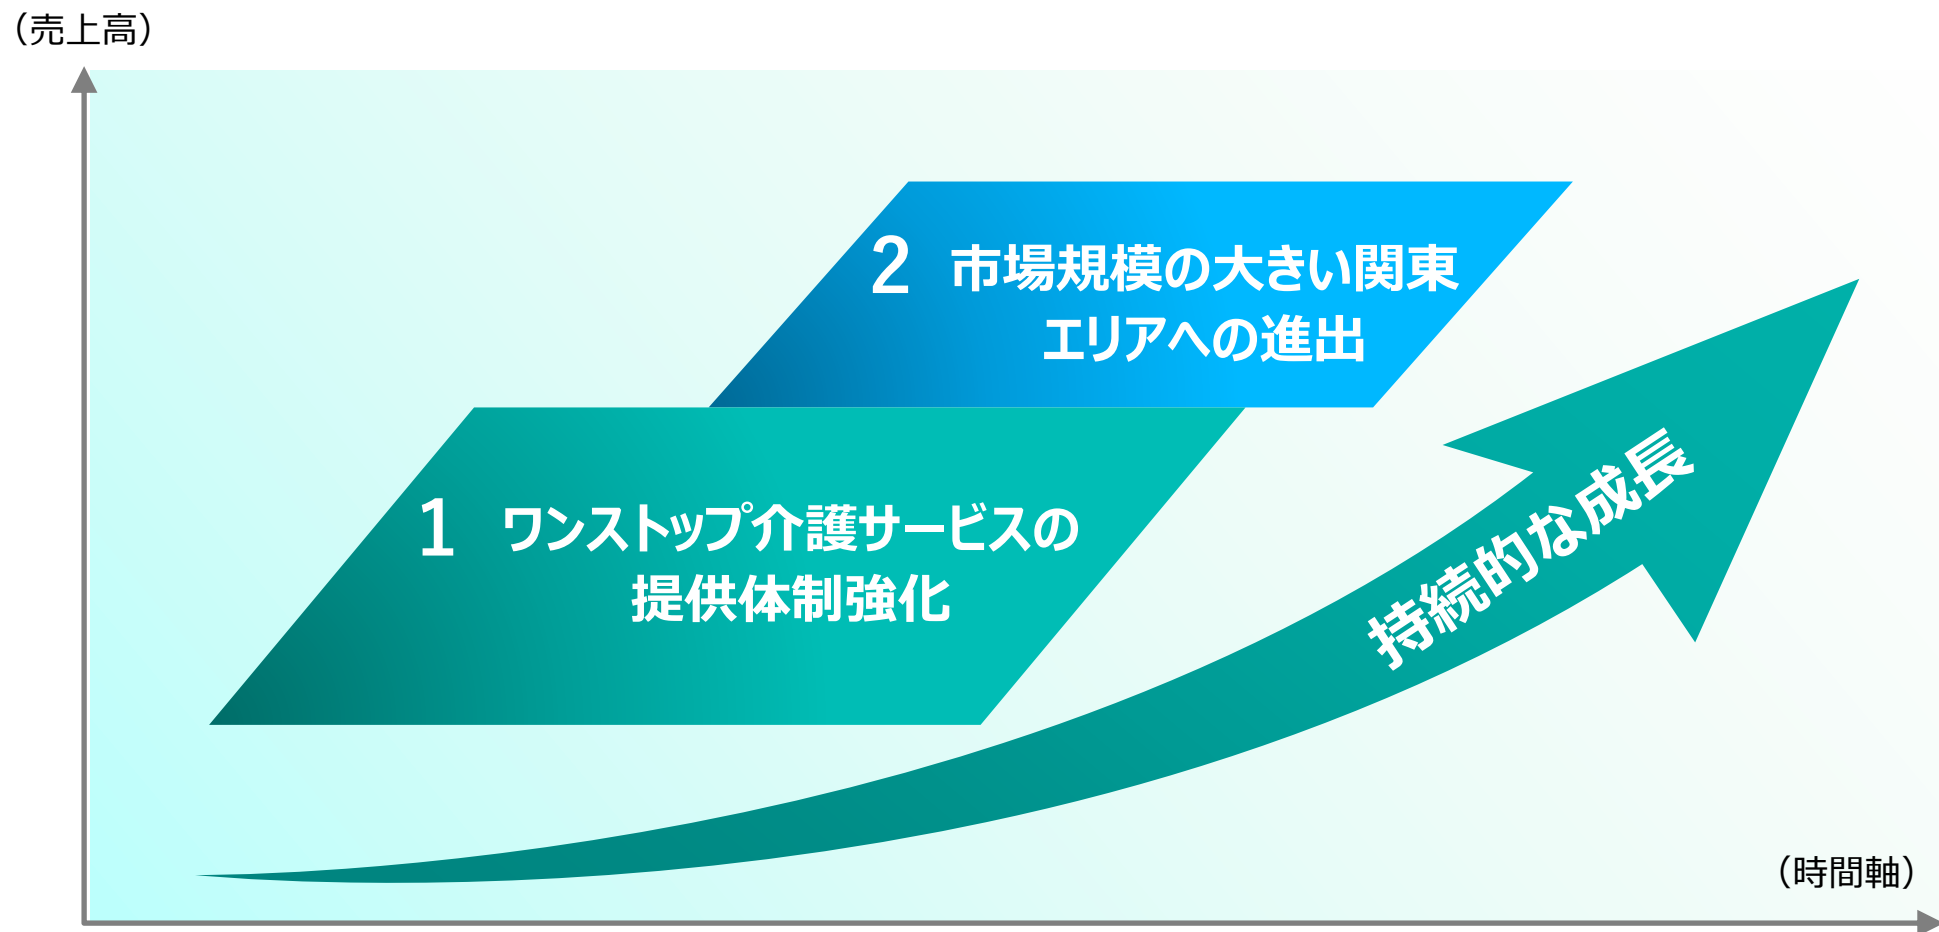 （売上高）
2 市場規模の大きい関東
エリアへの進出
1 ワンストップ介護サービスの
提供体制強化
持続的な成長
（時間軸）